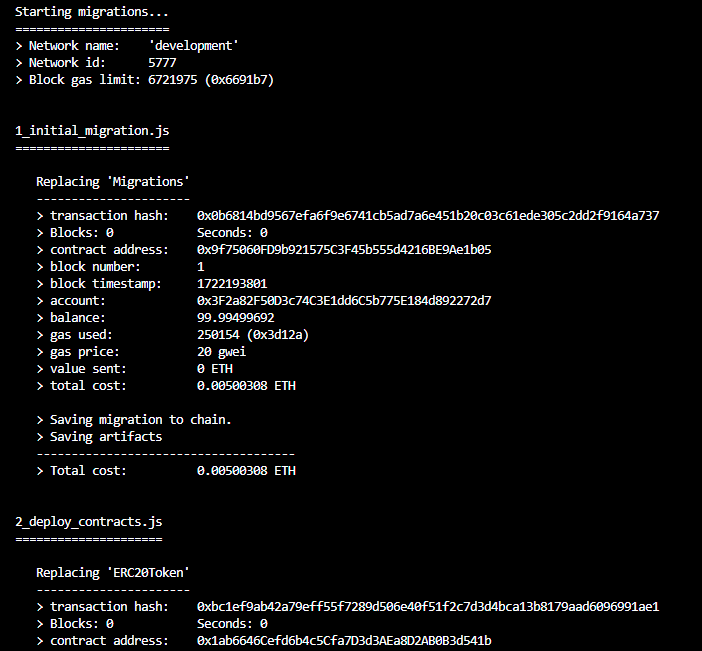 Starting migrations...
======================
> Network name:    'development'
> Network id:      5777
> Block gas limit: 6721975 (0x6691b7)
1_initial_migration.js
======================
Replacing 'Migrations'
----------------------
> transaction hash:    0x0b6814bd9567efa6f9e6741cb5ad7a6e451b20c03c61ede305c2dd2f9164a737
> Blocks: 0            Seconds: 0
> contract address:    0x9f75060FD9b921575C3F45b555d4216BE9Ae1b05
> block number:        1
> block timestamp:     1722193801
> account:             0x3F2a82F50D3c74C3E1dd6C5b775E184d892272d7
> balance:             99.99499692
> gas used:            250154 (0x3d12a)
> gas price:           20 gwei
> value sent:          0 ETH
> total cost:          0.00500308 ETH
> Saving migration to chain.
> Saving artifacts
-------------------------------------
> Total cost:          0.00500308 ETH
2_deploy_contracts.js
=====================
Replacing 'ERC20Token'
----------------------
> transaction hash:    0xbc1ef9ab42a79eff55f7289d506e40f51f2c7d3d4bca13b8179aad6096991ae1
> Blocks: 0            Seconds: 0
> contract address:    0x1ab6646Cefd6b4c5Cfa7D3d3AEa8D2AB0B3d541b